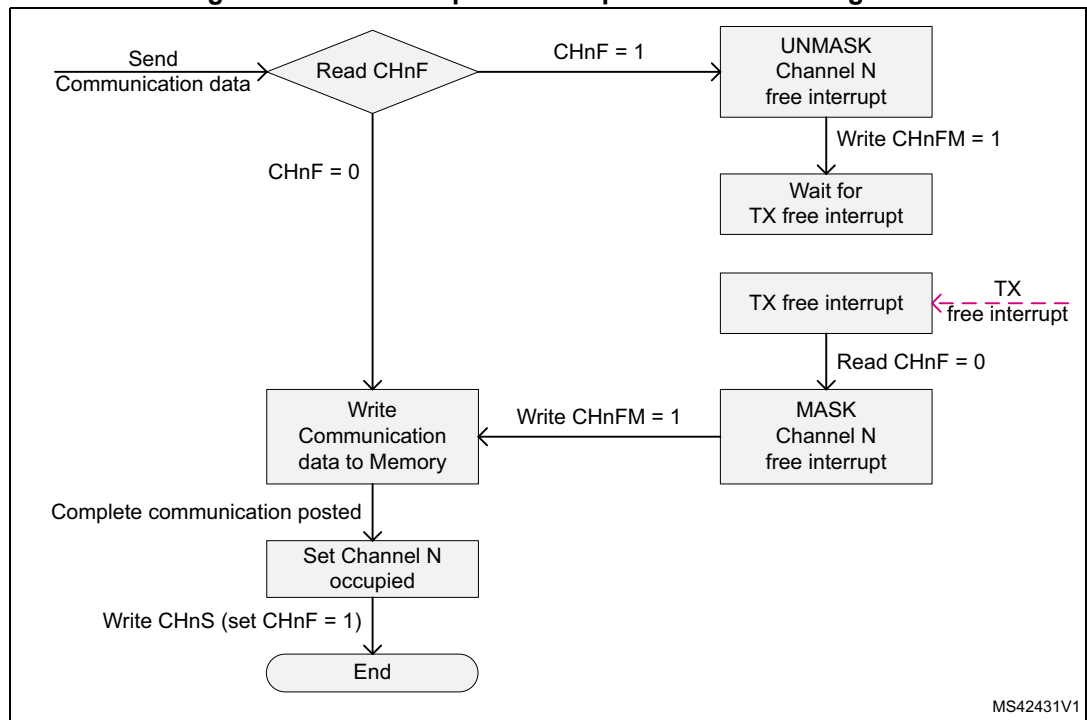 Send
Communication data
Read CHnF
CHnF = 1
UNMASK
Channel N
free interrupt
Write CHnFM = 1
CHnF = 0
Wait for
TX free interrupt
TX free interrupt
TX
free interrupt
Read CHnF = 0
Write
Communication
data to Memory
Write CHnFM = 1
MASK
Channel N
free interrupt
Complete communication posted
Set Channel N
occupied
Write CHnS (set CHnF = 1)
End
MS42431V1